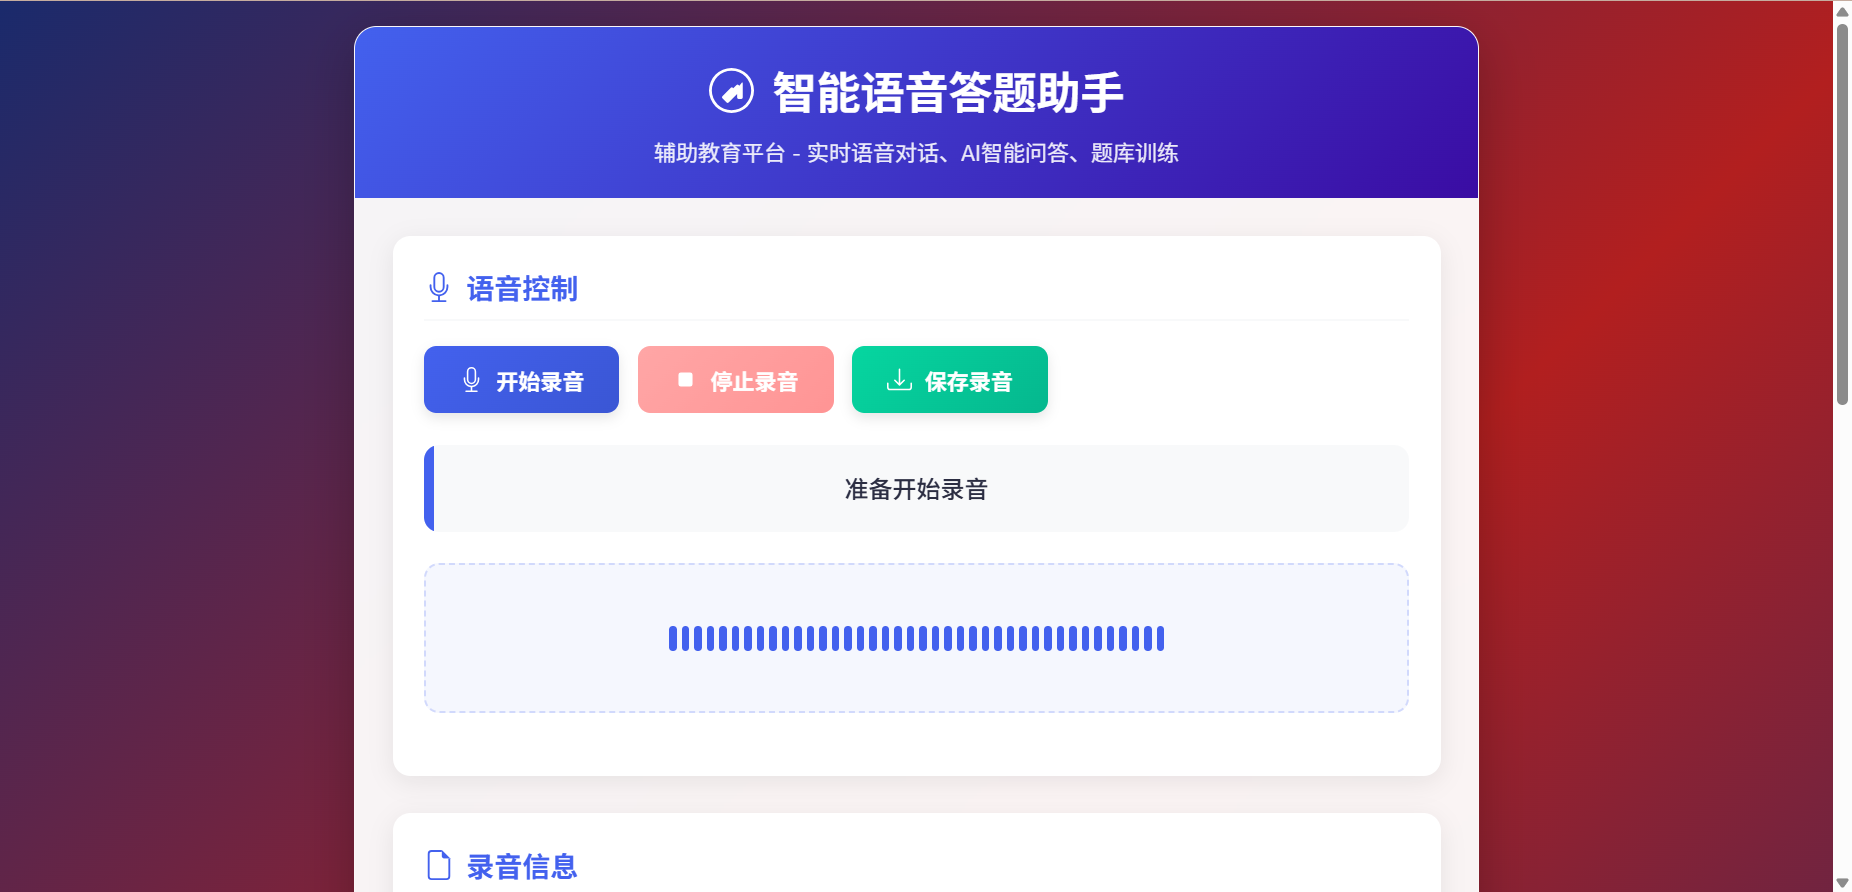 智能语音答题助手
辅助教育平台 - 实时语音对话、AI智能问答、题库训练
语音控制
开始录音
停止录音
保存录音
准备开始录音
录音信息